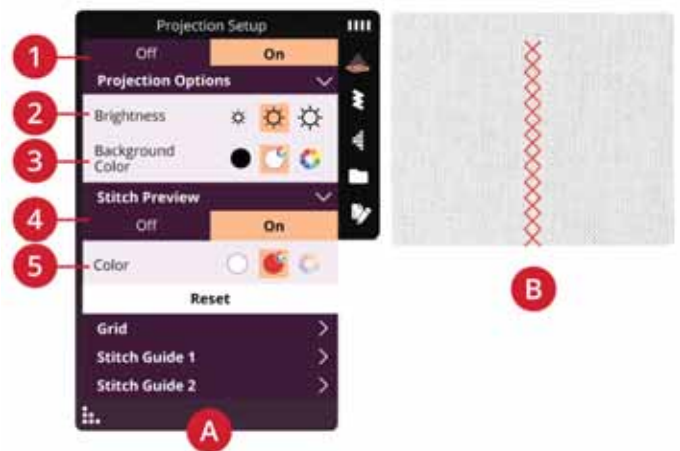 Projection Setup
1
Off On
Projection Options
2
Brightness
3
Background
Color
Stitch Preview
4
Off On
5
Color
Reset
Grid
Stitch Guide 1
Stitch Guide 2
A
B